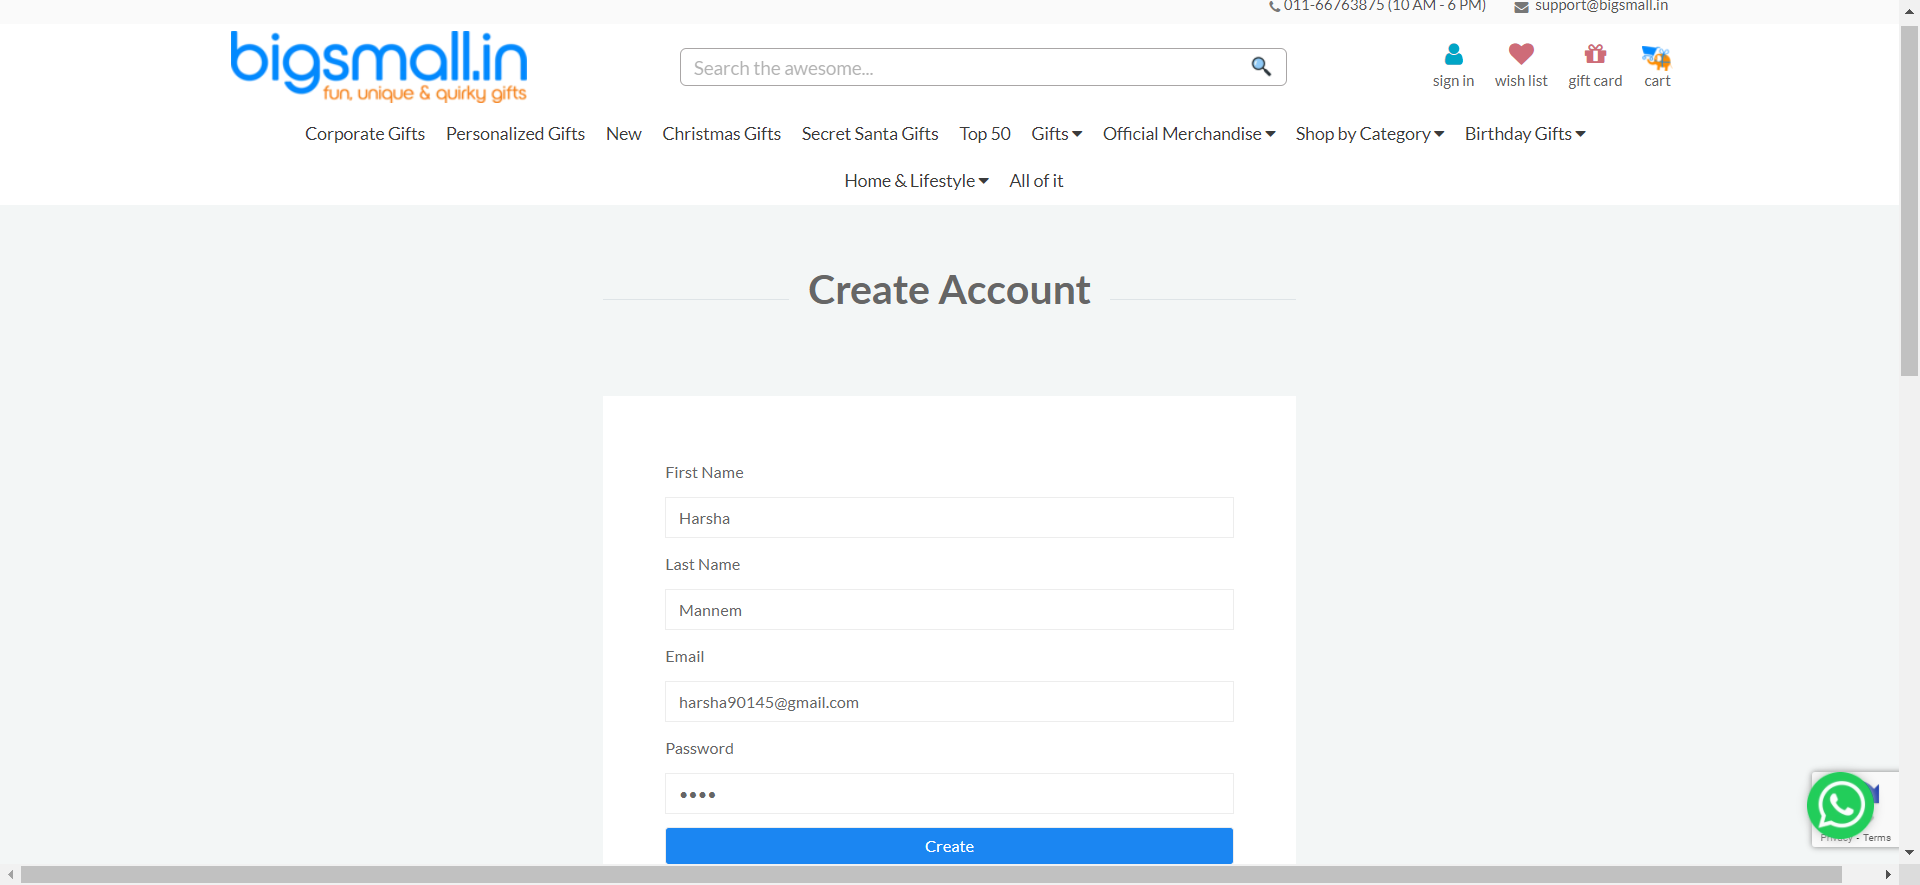 011-66763875 (10 AM - 6 PM) support@bigsmall.in
bigsmall.in
fun, unique & quirky gifts
Search the awesome...
sign in wish list gift card cart
Corporate Gifts Personalized Gifts New Christmas Gifts Secret Santa Gifts Top 50 Gifts Official Merchandise Shop by Category Birthday Gifts
Home & Lifestyle All of it
Create Account
First Name
Harsha
Last Name
Mannem
Email
harsha90145@gmail.com
Password
••••
Create
Privacy - Terms